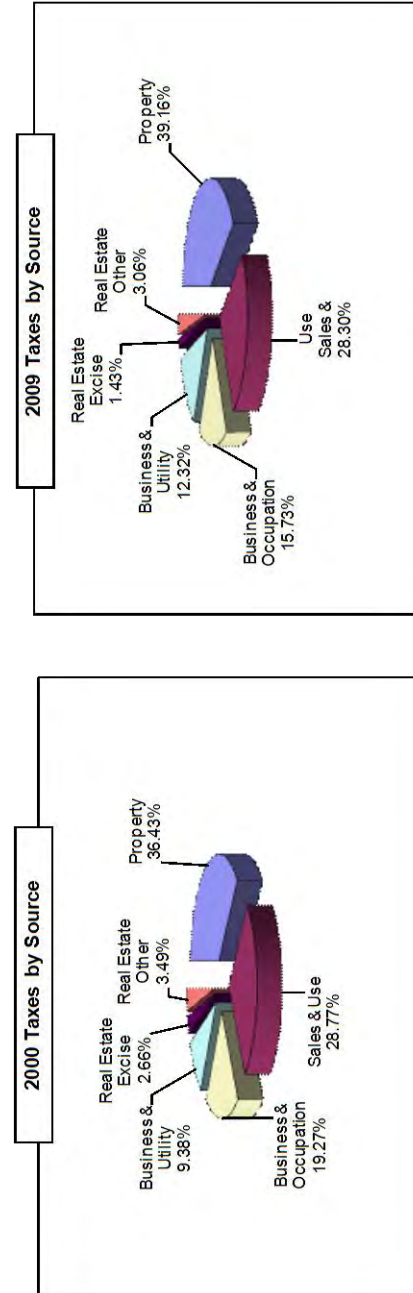 2000 Taxes by Source
Real Estate
Other
3.49%
Property
36.43%
Real Estate
Excise
2.66%
Business &
Utility
9.38%
Business &
Occupation
19.27%
Sales & Use
28.77%
2009 Taxes by Source
Real Estate
Other
3.06%
Property
39.16%
Real Estate
Excise
1.43%
Business &
Utility
12.32%
Business &
Occupation
15.73%
Use
Sales &
28.30%